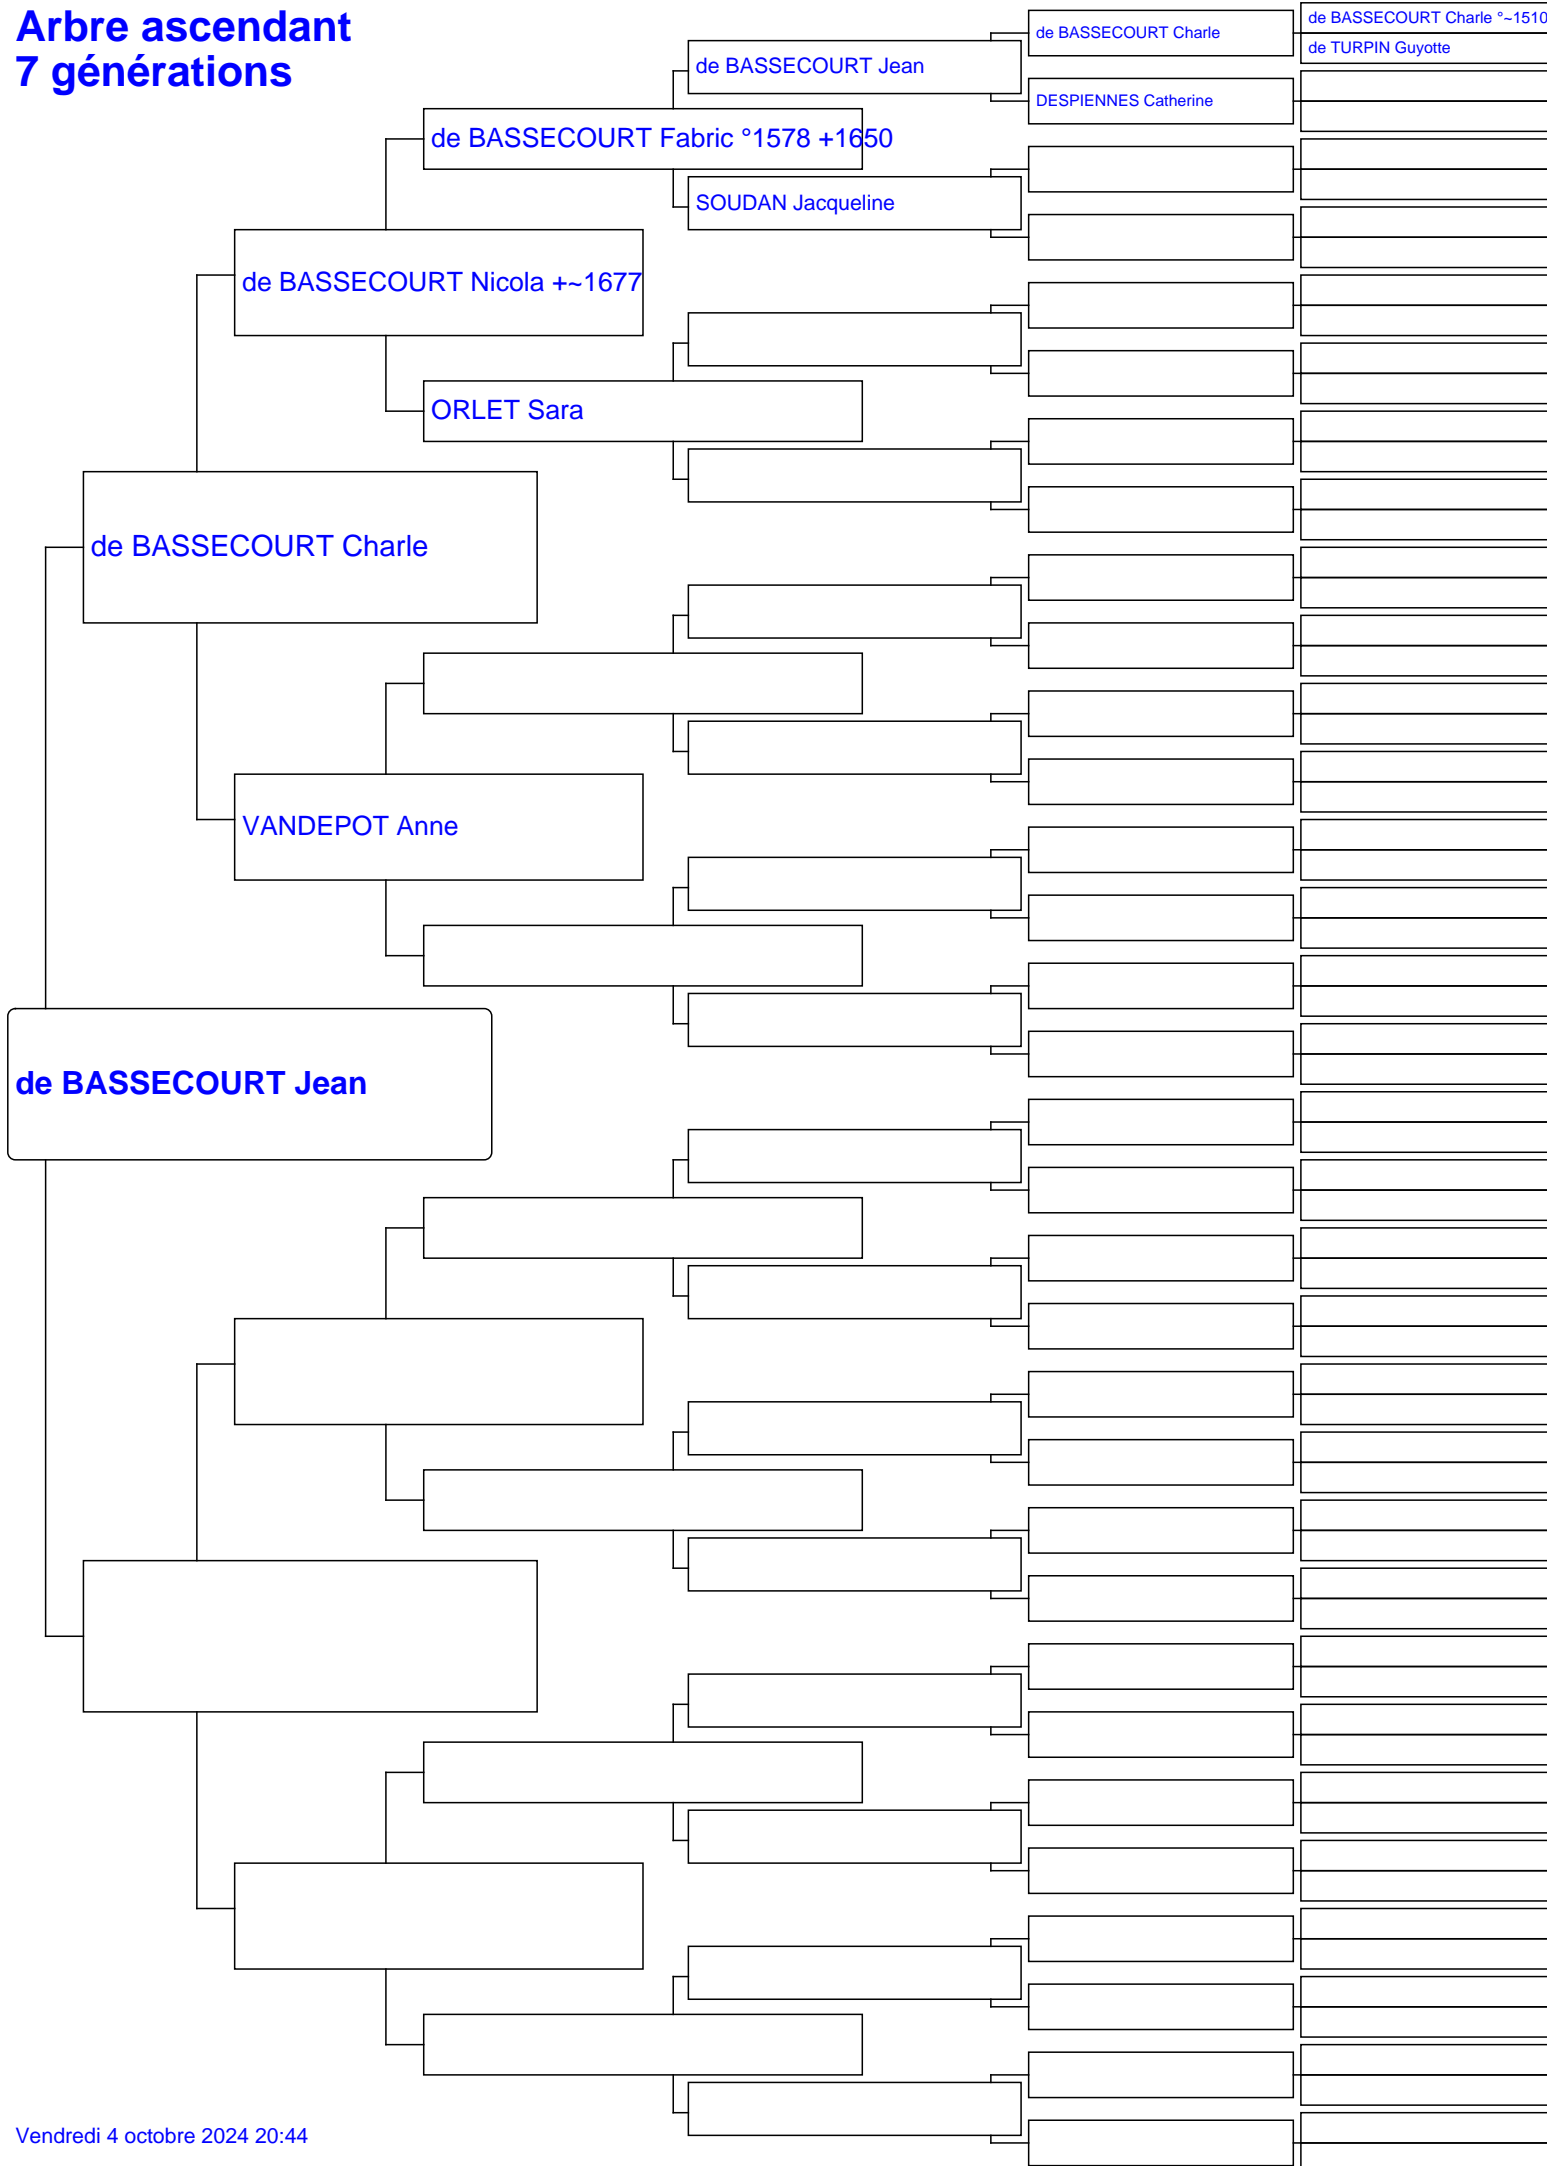 Arbre ascendant
7 générations
de BASSECOURT Charle °~1510
de TURPIN Guyotte
de BASSECOURT Charle
DESPIENNES Catherine
de BASSECOURT Jean
SOUDAN Jacqueline
de BASSECOURT Fabric °1578 +1650
ORLET Sara
de BASSECOURT Nicola +~1677
VANDEPOT Anne
de BASSECOURT Charle
de BASSECOURT Jean
Vendredi 4 octobre 2024 20:44